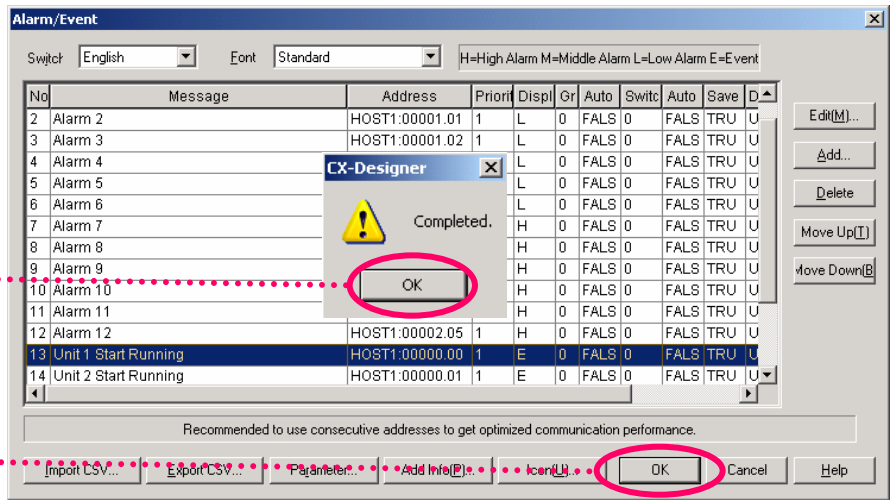 Alarm/Event
Switch English Font Standard H=High Alarm M=Middle Alarm L=Low Alarm E=Event
No Message Address Priorit Displ Gr Auto Switc Auto Save D
2 Alarm 2 HOST1:00001.01 1 L 0 FALS 0 FALS TRU U
3 Alarm 3 HOST1:00001.02 1 L 0 FALS 0 FALS TRU U
4 Alarm 4 L 0 FALS 0 FALS TRU U
5 Alarm 5 L 0 FALS 0 FALS TRU U
6 Alarm 6 L 0 FALS 0 FALS TRU U
7 Alarm 7 H 0 FALS 0 FALS TRU U
8 Alarm 8 H 0 FALS 0 FALS TRU U
9 Alarm 9 H 0 FALS 0 FALS TRU U
10 Alarm 10 H 0 FALS 0 FALS TRU U
11 Alarm 11 H 0 FALS 0 FALS TRU U
12 Alarm 12 HOST1:00002.05 1 H 0 FALS 0 FALS TRU U
13 Unit 1 Start Running HOST1:00000.00 1 E 0 FALS 0 FALS TRU U
14 Unit 2 Start Running HOST1:00000.01 1 E 0 FALS 0 FALS TRU U
CX-Designer
Completed.
OK
Edit(M)...
Add...
Delete
Move Up(T)
Move Down(B
Recommended to use consecutive addresses to get optimized communication performance.
Import CSV... Export CSV... Parameter... Add Info(P)... Icon(U)... OK Cancel Help